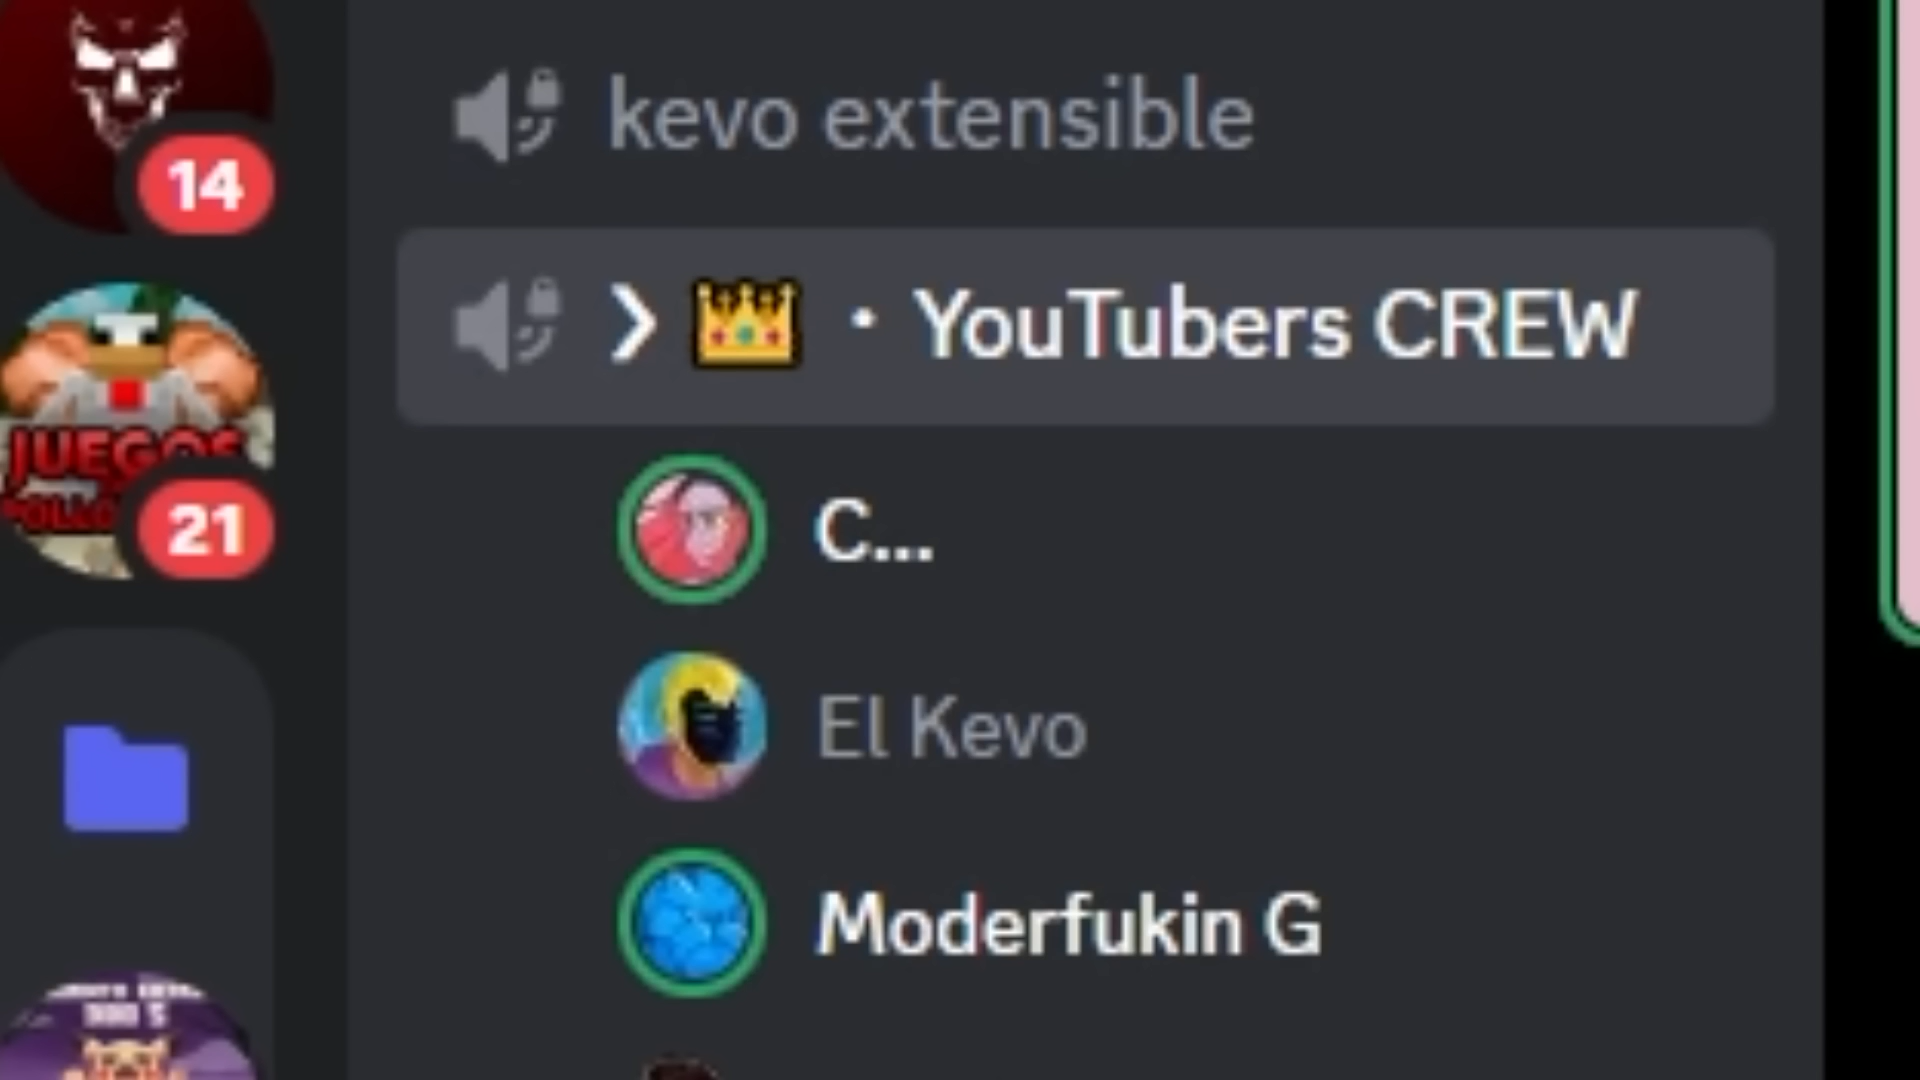 kevo extensible
14
❯ 👑 • YouTubers CREW
JUEGOS
21
C...
El Kevo
Moderfukin G